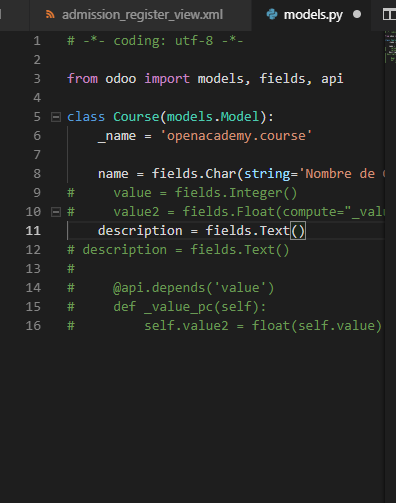 admission_register_view.xml models.py
1 # -*- coding: utf-8 -*-
2
3 from odoo import models, fields, api
4
5 class Course(models.Model):
6 _name = 'openacademy.course'
7
8 name = fields.Char(string='Nombre de
9 # value = fields.Integer()
10 # value2 = fields.Float(compute="_valu
11 description = fields.Text()
12 # description = fields.Text()
13 #
14 # @api.depends('value')
15 # def _value_pc(self):
16 # self.value2 = float(self.value)